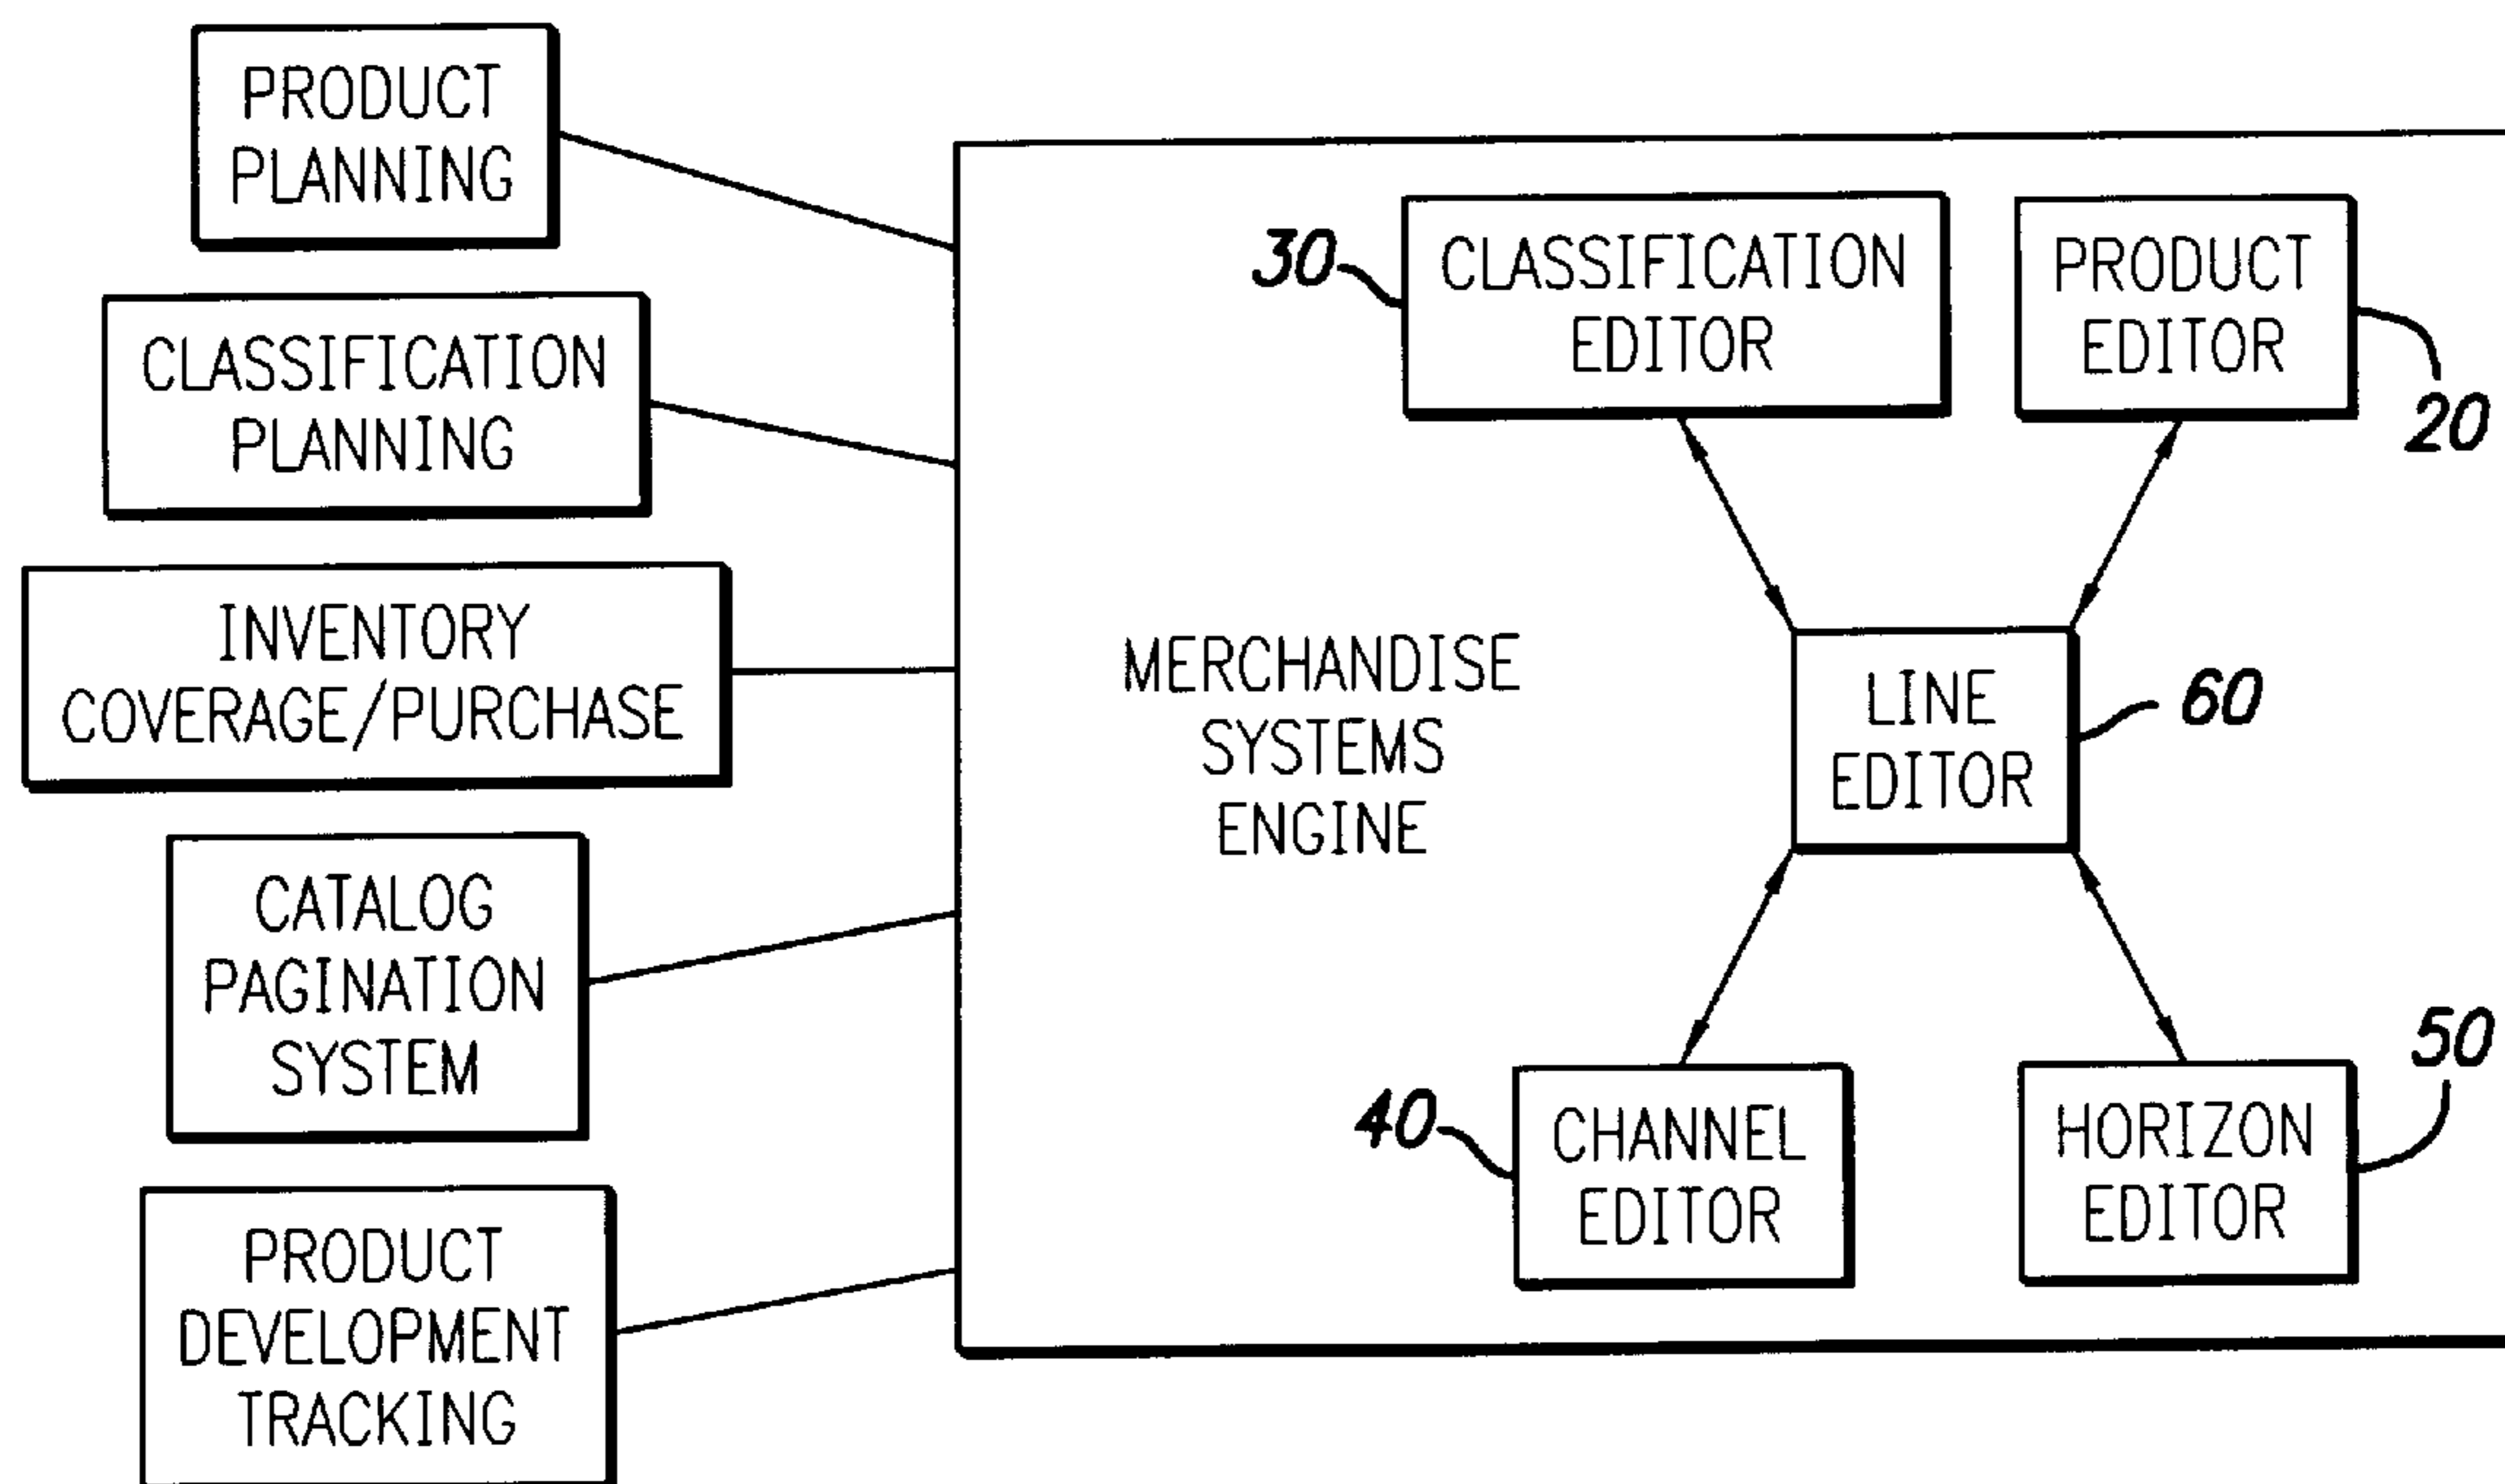 PRODUCT
PLANNING
CLASSIFICATION
PLANNING
INVENTORY
COVERAGE/PURCHASE
CATALOG
PAGINATION
SYSTEM
PRODUCT
DEVELOPMENT
TRACKING
MERCHANDISE
SYSTEMS
ENGINE
30
CLASSIFICATION
EDITOR
PRODUCT
EDITOR
20
LINE
EDITOR
60
40
CHANNEL
EDITOR
HORIZON
EDITOR
50